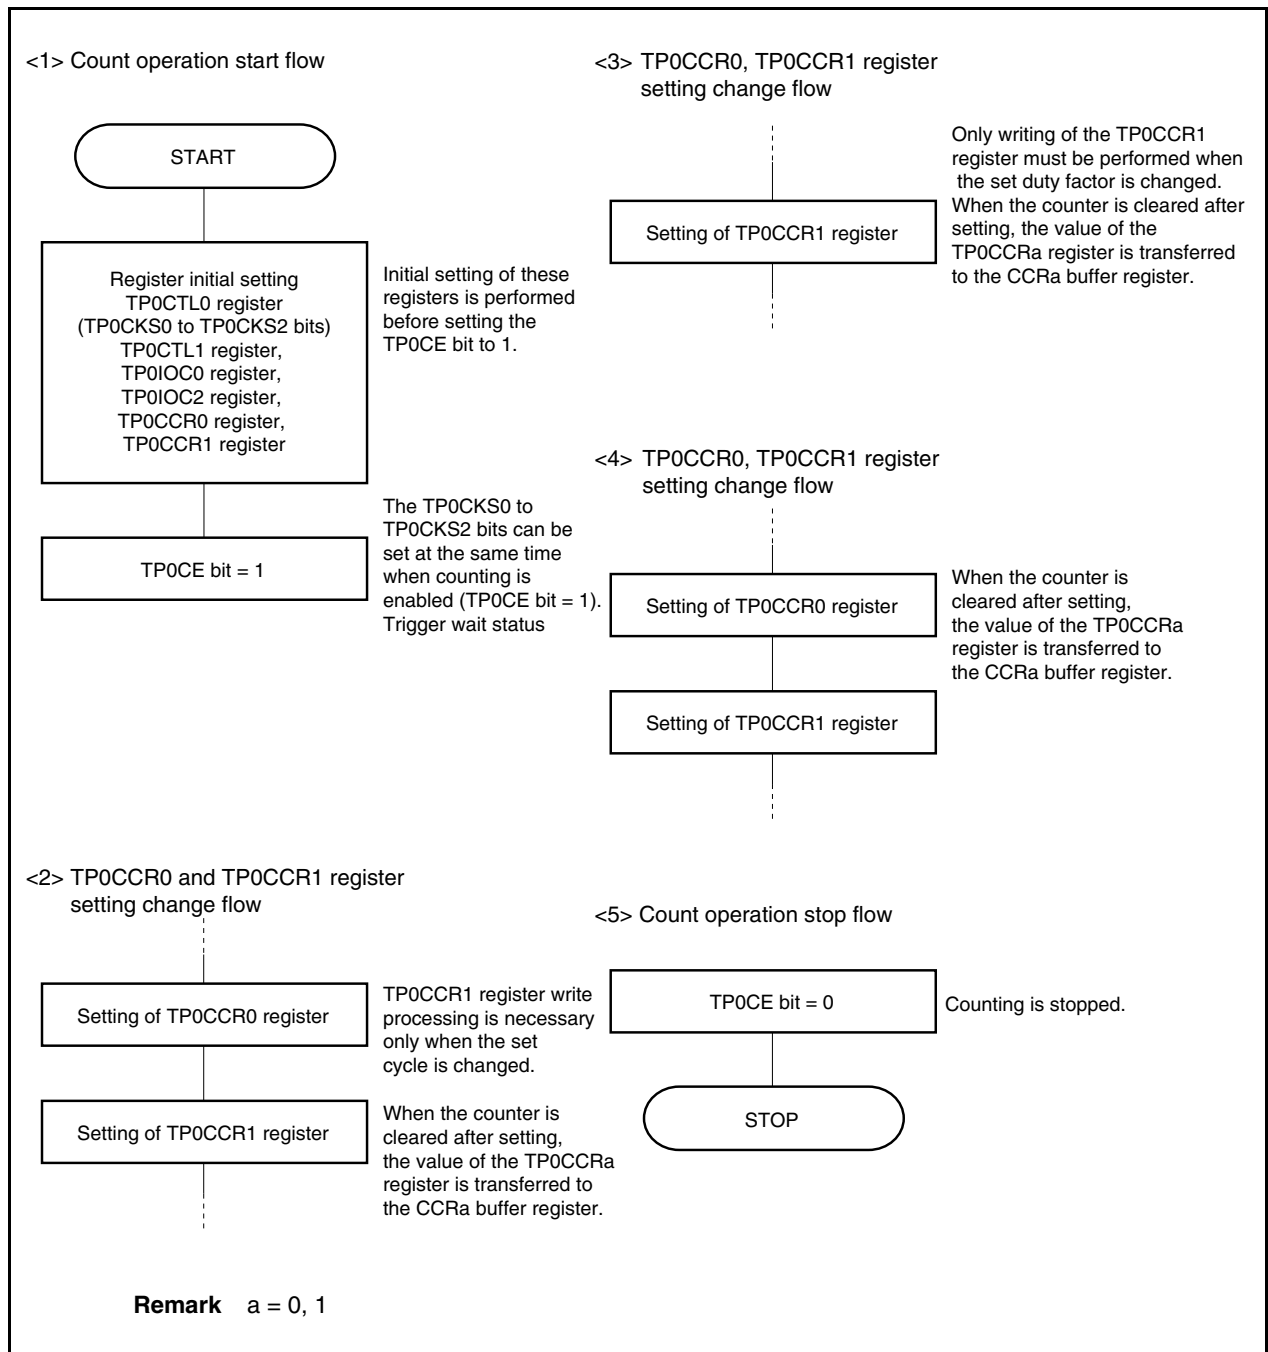 <1> Count operation start flow
START
Register initial setting
TP0CTL0 register
(TP0CKS0 to TP0CKS2 bits)
TP0CTL1 register,
TP0IOC0 register,
TP0IOC2 register,
TP0CCR0 register,
TP0CCR1 register
Initial setting of these
registers is performed
before setting the
TP0CE bit to 1.
TP0CE bit = 1
The TP0CKS0 to
TP0CKS2 bits can be
set at the same time
when counting is
enabled (TP0CE bit = 1).
Trigger wait status
<2> TP0CCR0 and TP0CCR1 register
setting change flow
Setting of TP0CCR0 register
TP0CCR1 register write
processing is necessary
only when the set
cycle is changed.
Setting of TP0CCR1 register
When the counter is
cleared after setting,
the value of the TP0CCRa
register is transferred to
the CCRa buffer register.
<3> TP0CCR0, TP0CCR1 register
setting change flow
Setting of TP0CCR1 register
Only writing of the TP0CCR1
register must be performed when
the set duty factor is changed.
When the counter is cleared after
setting, the value of the
TP0CCRa register is transferred
to the CCRa buffer register.
<4> TP0CCR0, TP0CCR1 register
setting change flow
Setting of TP0CCR0 register
When the counter is
cleared after setting,
the value of the TP0CCRa
register is transferred to
the CCRa buffer register.
Setting of TP0CCR1 register
<5> Count operation stop flow
TP0CE bit = 0
Counting is stopped.
STOP
Remark a = 0, 1